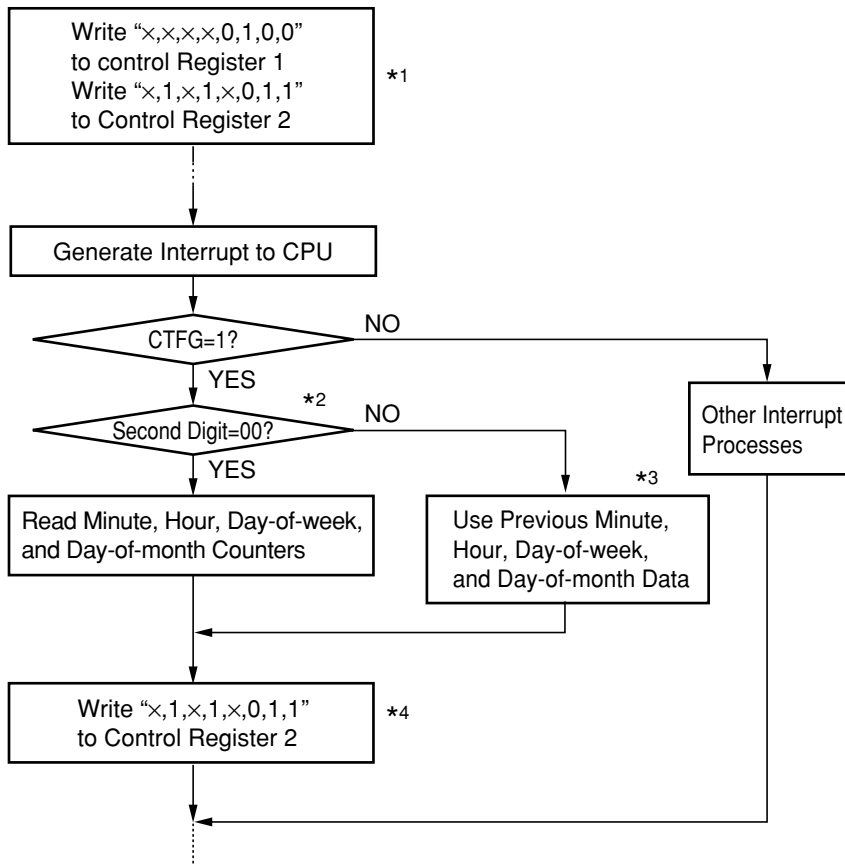 Write “×,×,×,×,0,1,0,0”
to control Register 1
Write “×,1,×,1,×,0,1,1”
to Control Register 2
*1
Generate Interrupt to CPU
CTFG=1?
NO
YES
*2
Second Digit=00?
NO
YES
Other Interrupt
Processes
*3
Read Minute, Hour, Day-of-week,
and Day-of-month Counters
Use Previous Minute,
Hour, Day-of-week,
and Day-of-month Data
Write “×,1,×,1,×,0,1,1”
to Control Register 2
*4